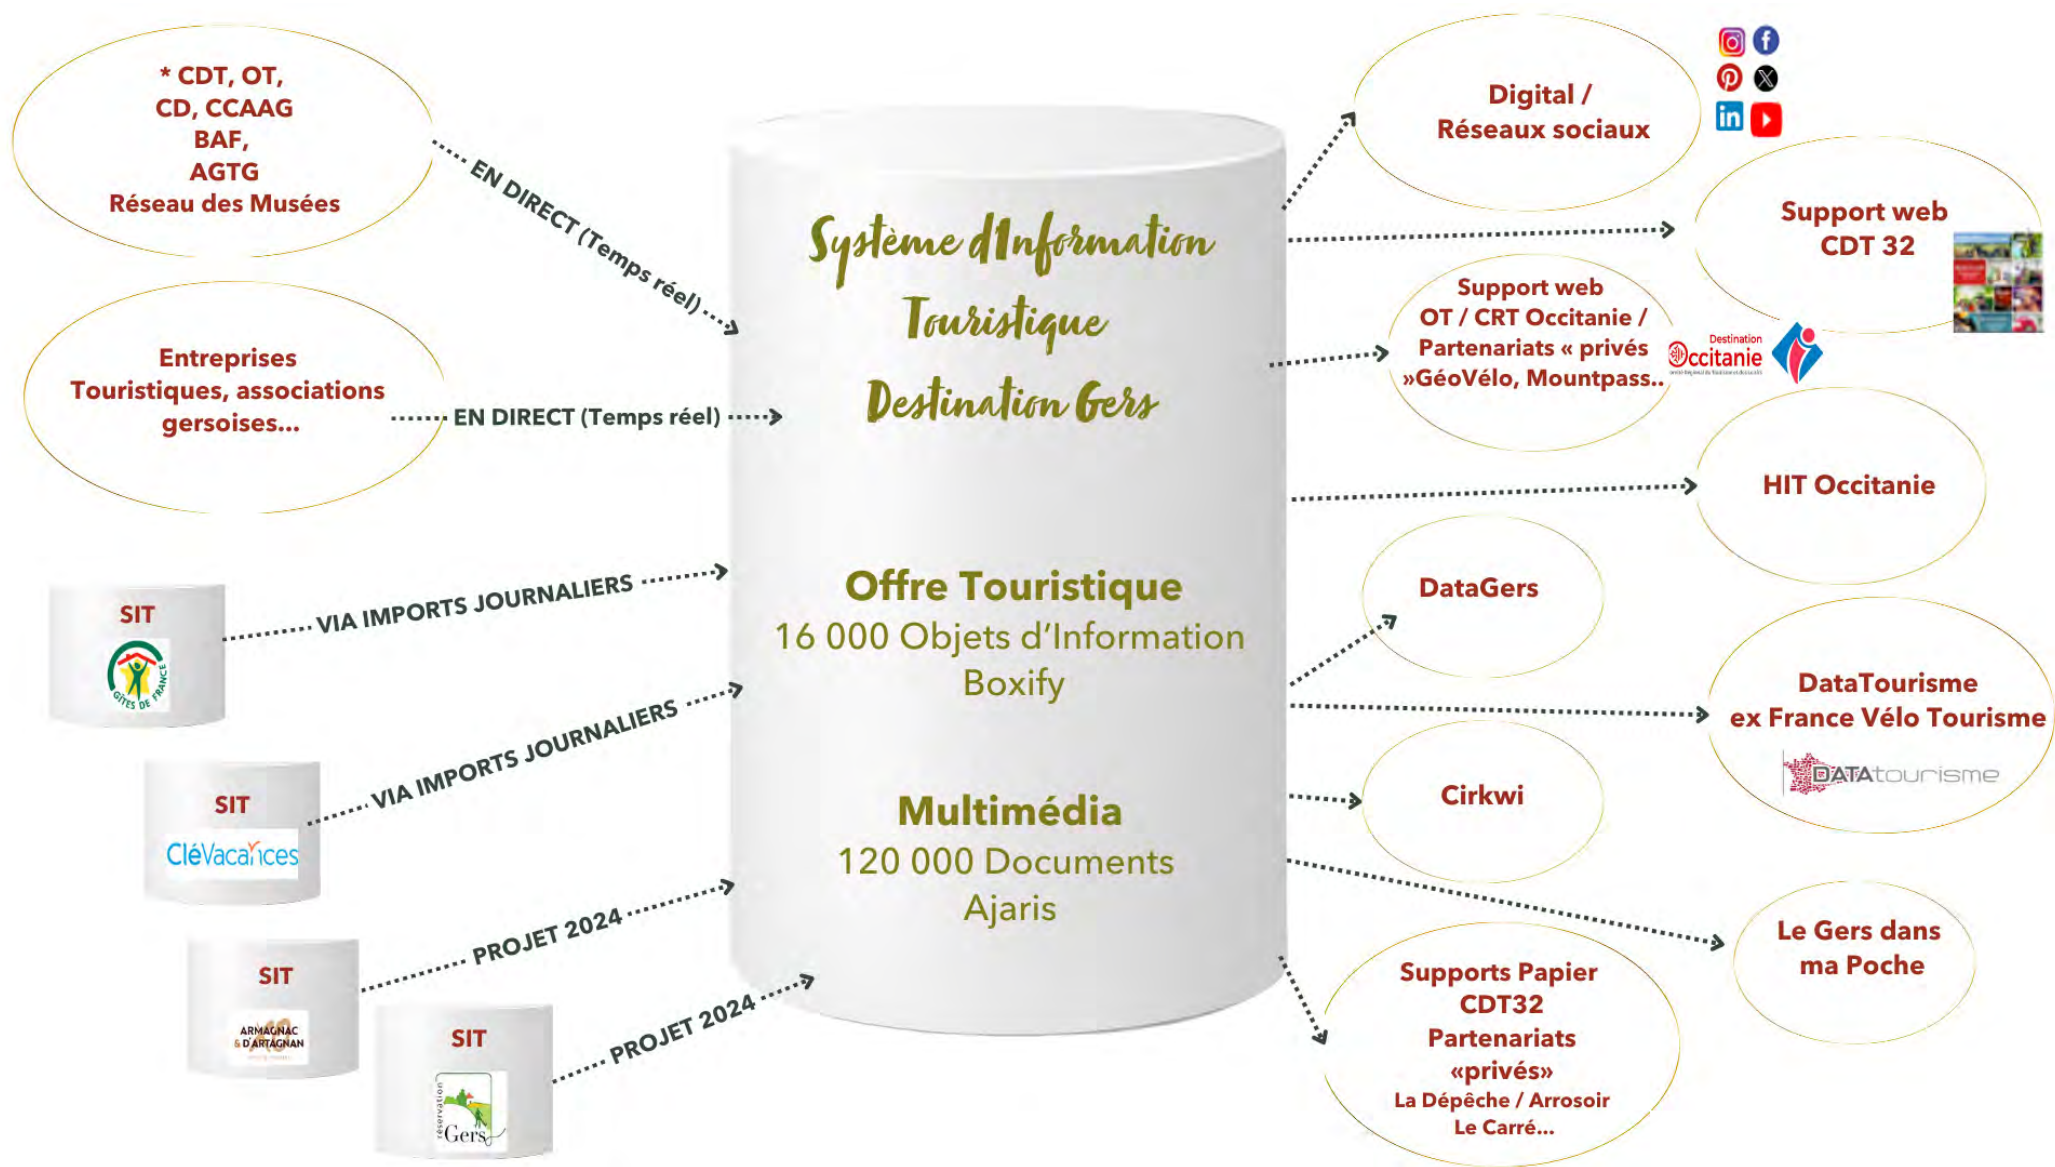 * CDT, OT,
CD, CCAAG
BAF,
AGTG
Réseau des Musées
EN DIRECT (Temps réel)
Entreprises
Touristiques, associations
gersoises...
EN DIRECT (Temps réel)
SIT
GÎTES DE FRANCE
VIA IMPORTS JOURNALIERS
SIT
CléVacances
VIA IMPORTS JOURNALIERS
SIT
ARMAGNAC
& D'ARTAGNAN
PROJET 2024
SIT
réservation
Gers
PROJET 2024
Système d'Information
Touristique
Destination Gers
Offre Touristique
16 000 Objets d'Information
Boxify
Multimédia
120 000 Documents
Ajaris
Digital /
Réseaux sociaux
Support web
CDT 32
Support web
OT / CRT Occitanie /
Partenariats « privés
»GéoVélo, Mountpass..
Destination
Occitanie
HIT Occitanie
DataGers
DataTourisme
ex France Vélo Tourisme
DATAtourisme
Cirkwi
Le Gers dans
ma Poche
Supports Papier
CDT32
Partenariats
«privés»
La Dépêche / Arrosoir
Le Carré...